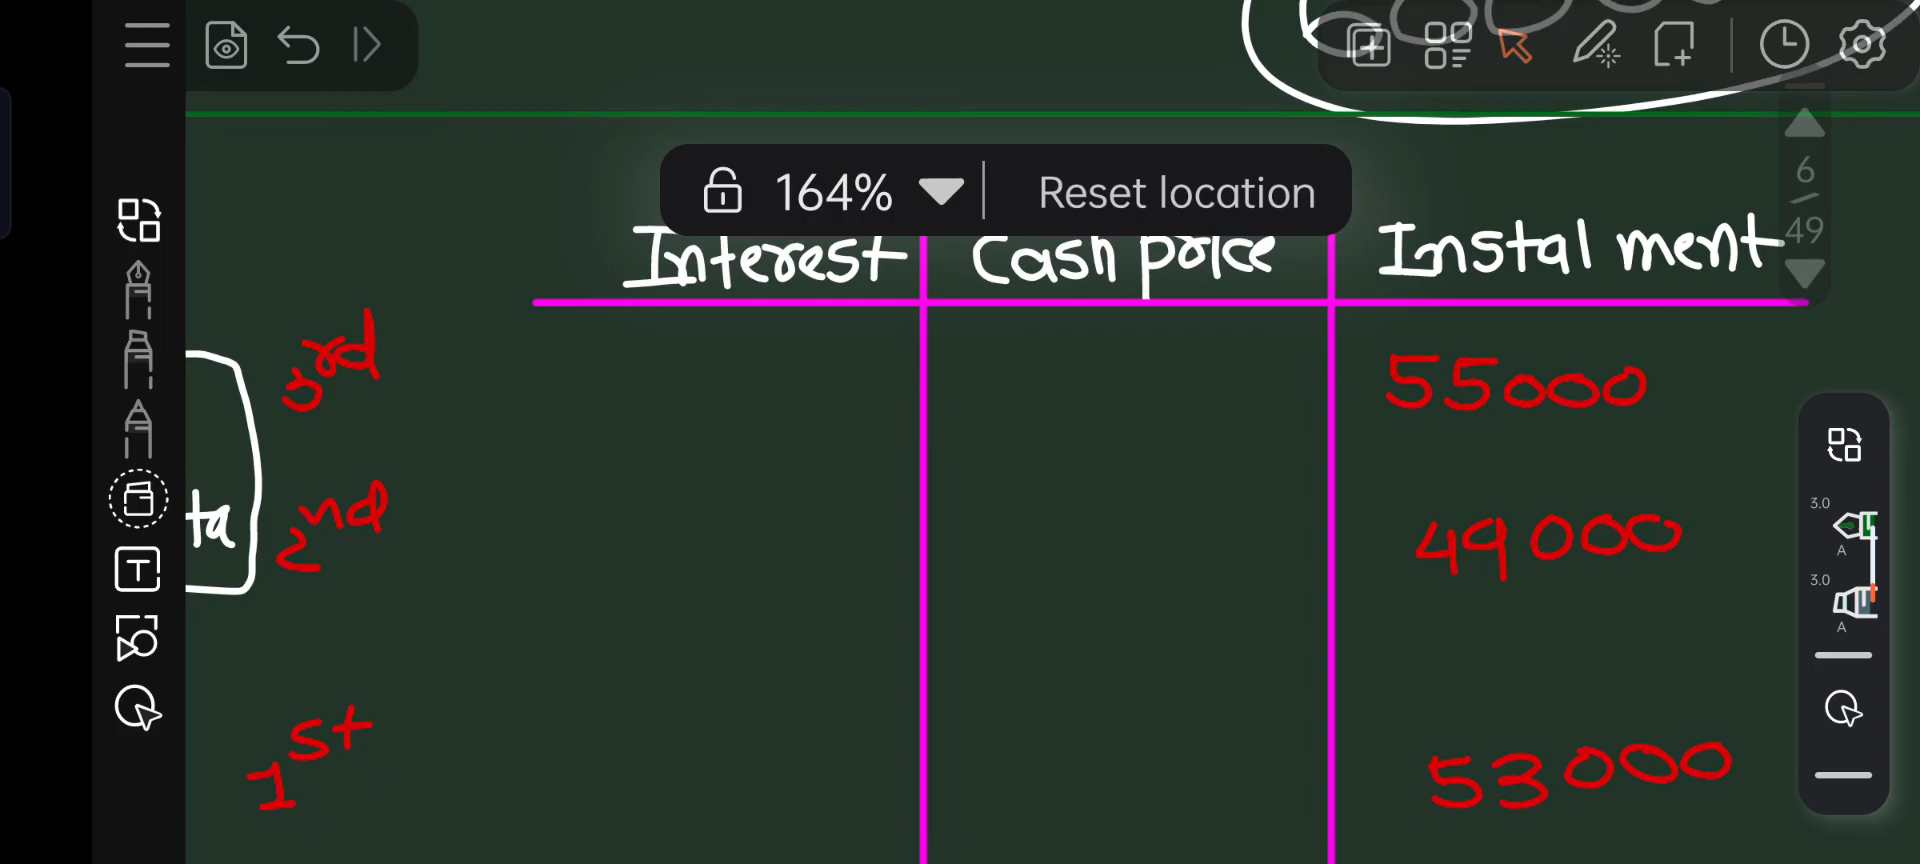 164% Reset location
6
49
Interest Cash price Instalment
3rd 55000
2nd 49000
ta
1st 53000
3.0
A
3.0
A